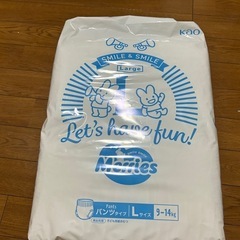 Kao
SMILE & SMILE
Large
L
Let's have fun!
Merries
Pants
パンツタイプ Lサイズ 9-14kg